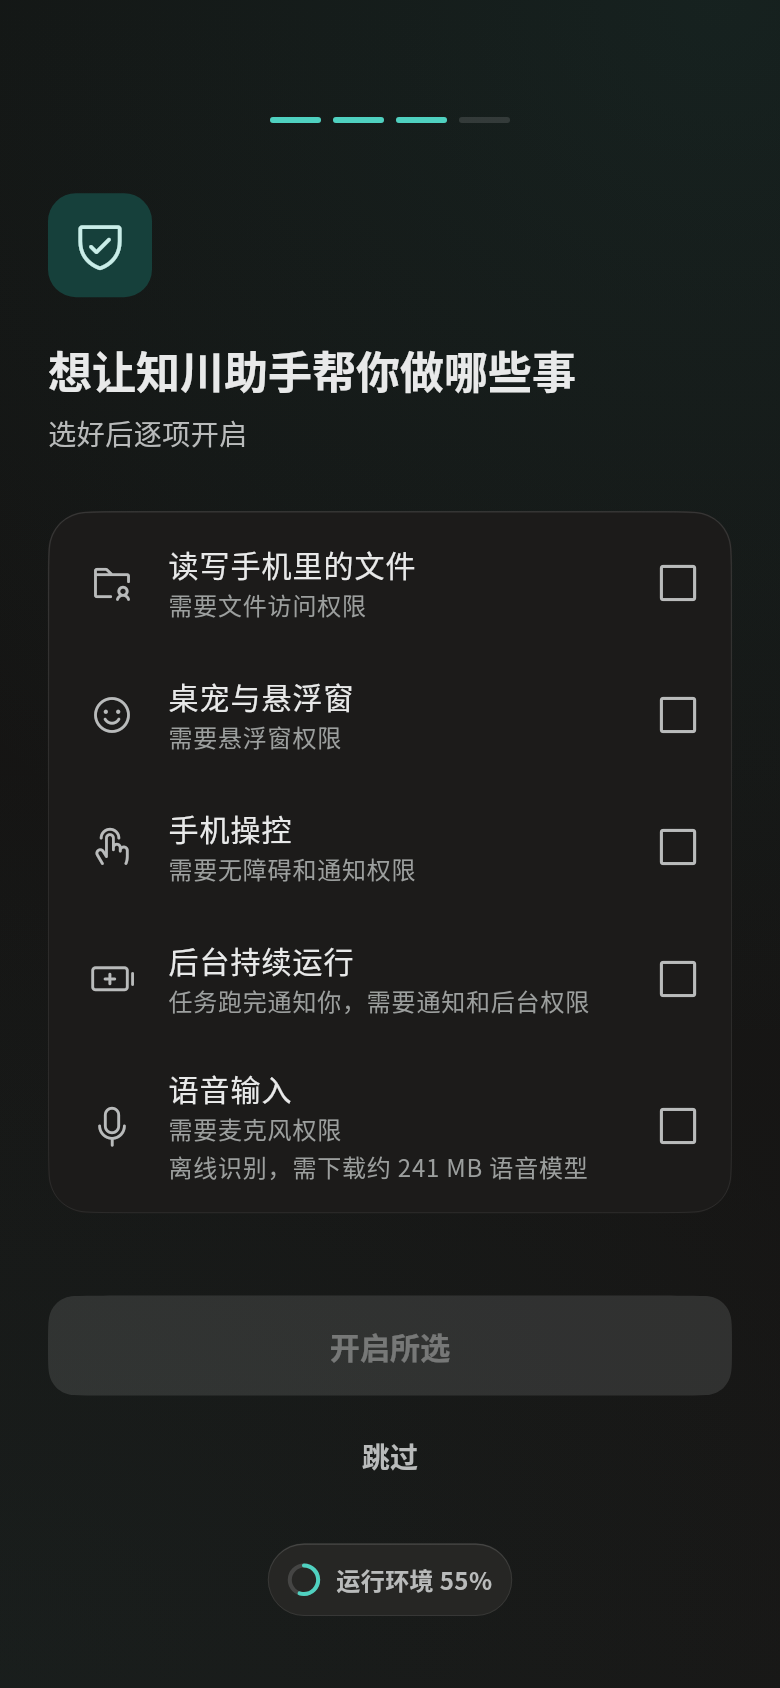 想让知川助手帮你做哪些事
选好后逐项开启
读写手机里的文件
需要文件访问权限
桌宠与悬浮窗
需要悬浮窗权限
手机操控
需要无障碍和通知权限
后台持续运行
任务跑完通知你，需要通知和后台权限
语音输入
需要麦克风权限
离线识别，需下载约 241 MB 语音模型
开启所选
跳过
运行环境 55%